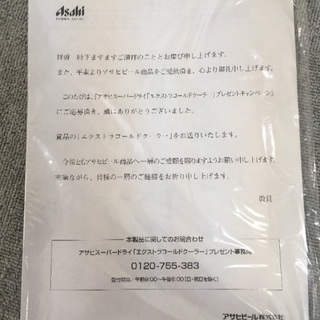 Asahi
拝啓　時下ますますご清祥のこととお慶び申し上げます。
また、平素よりアサヒビール商品をご愛飲頂き、心より御礼申し上げます。
このたびは、「アサヒスーパードライ「エクストラコールドクーラー」プレゼントキャンペーン」
にご応募頂き、誠にありがとうございました。
賞品の「エクストラコールドクーラー」をお送りいたします。
今後ともアサヒビール商品へ一層のご愛顧を賜りますようお願い申し上げます。
末筆ながら、皆様の一層のご健勝をお祈り申し上げます。
敬具
本製品に関してのお問合わせ
アサヒスーパードライ「エクストラコールドクーラー」プレゼント事務局
0120-755-383
アサヒビール株式会社